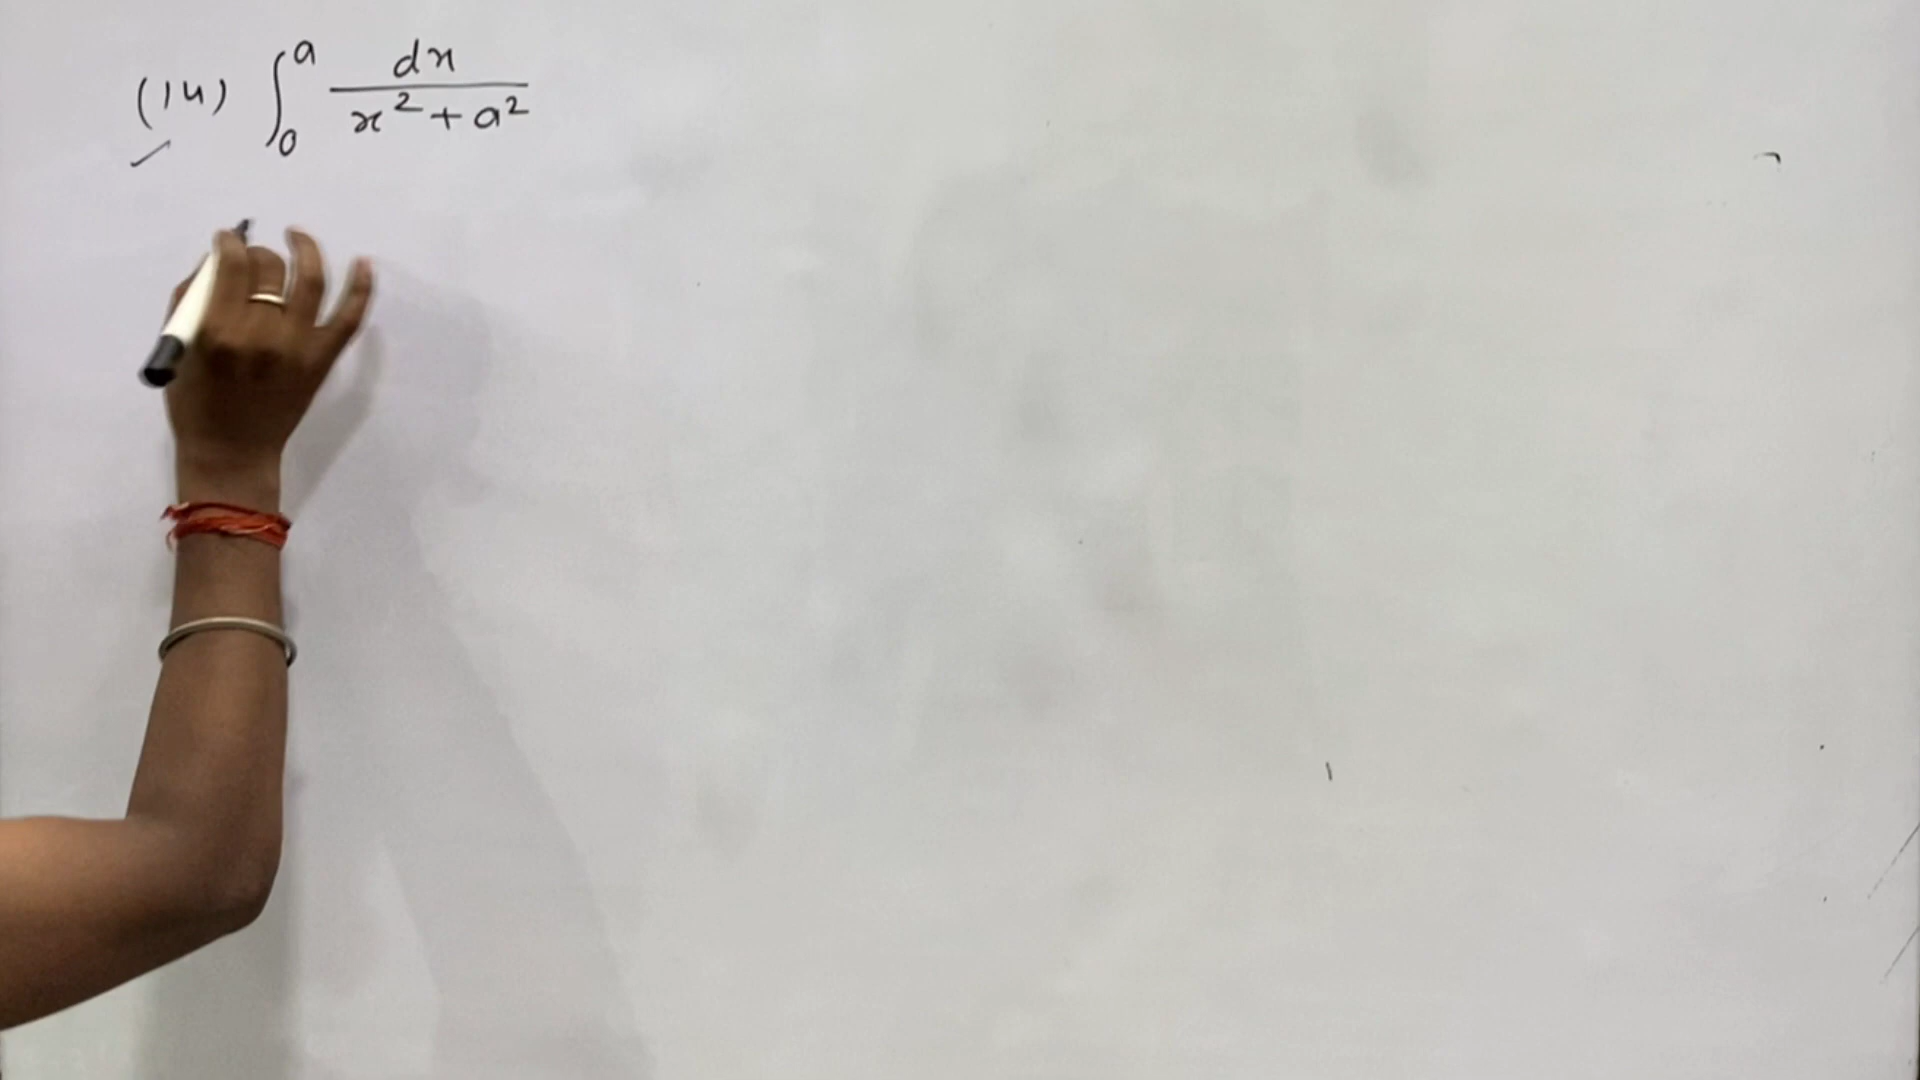 (14) ∫₀ᵃ dx / (x² + a²)